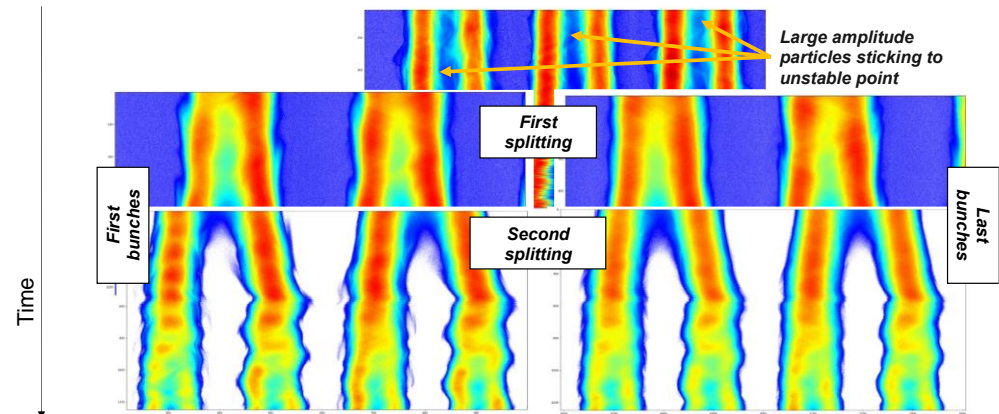 Large amplitude
particles sticking to
unstable point
First
splitting
First
bunches
Last
bunches
Second
splitting
Time